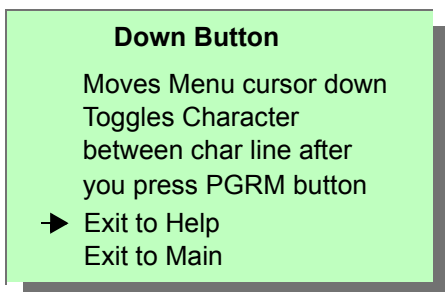 Down Button
Moves Menu cursor down
Toggles Character
between char line after
you press PGRM button
Exit to Help
Exit to Main